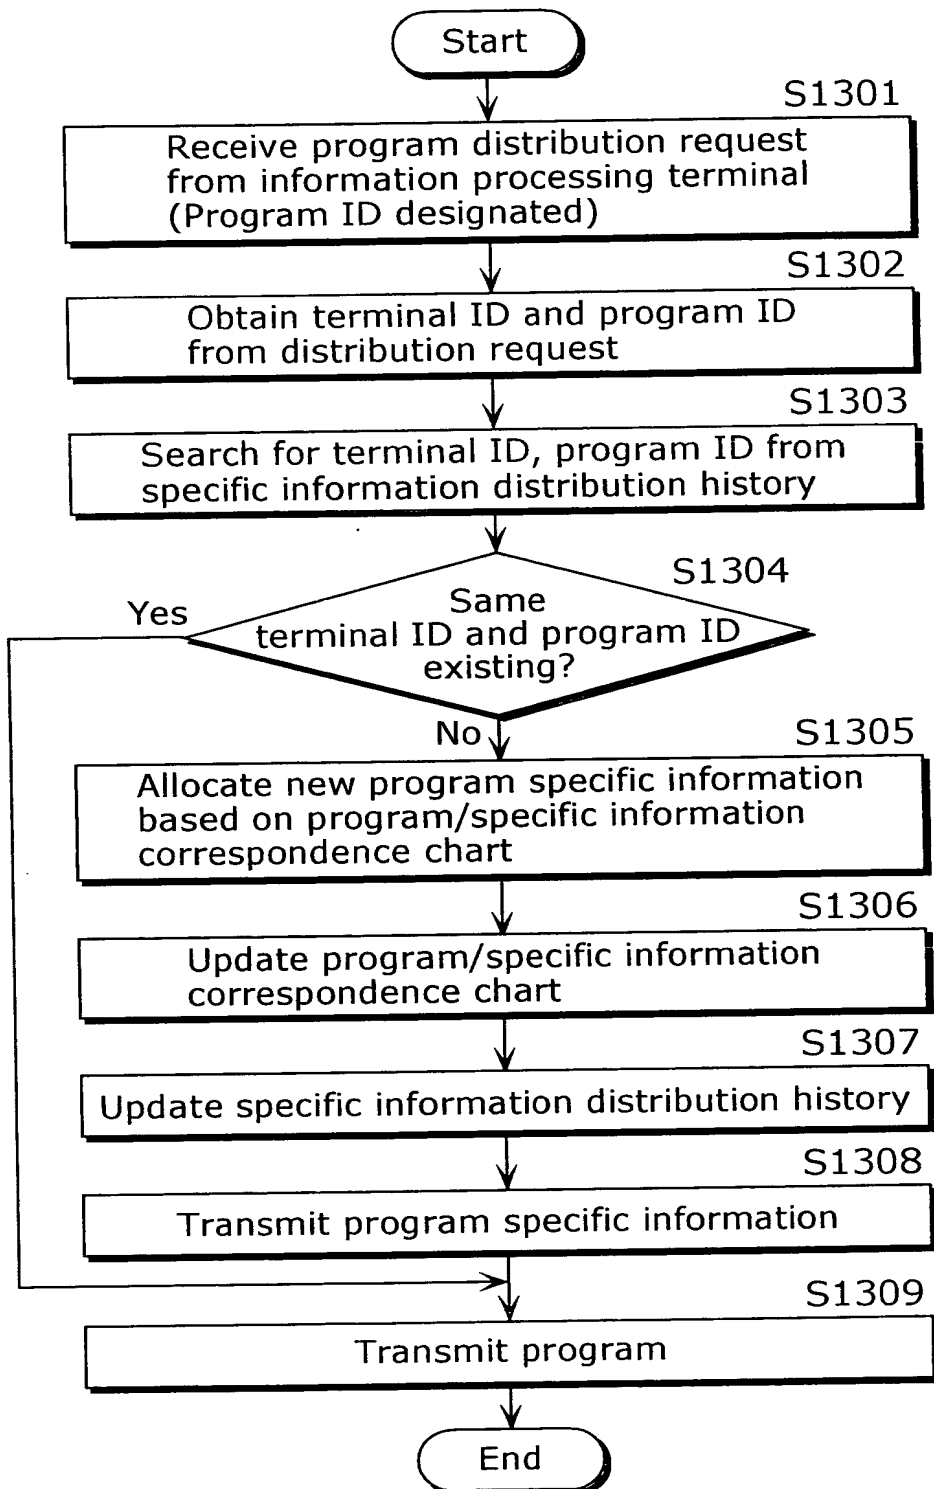 Start
S1301
Receive program distribution request
from information processing terminal
(Program ID designated)
S1302
Obtain terminal ID and program ID
from distribution request
S1303
Search for terminal ID, program ID from
specific information distribution history
S1304
Yes
Same
terminal ID and program ID
existing?
No
S1305
Allocate new program specific information
based on program/specific information
correspondence chart
S1306
Update program/specific information
correspondence chart
S1307
Update specific information distribution history
S1308
Transmit program specific information
S1309
Transmit program
End